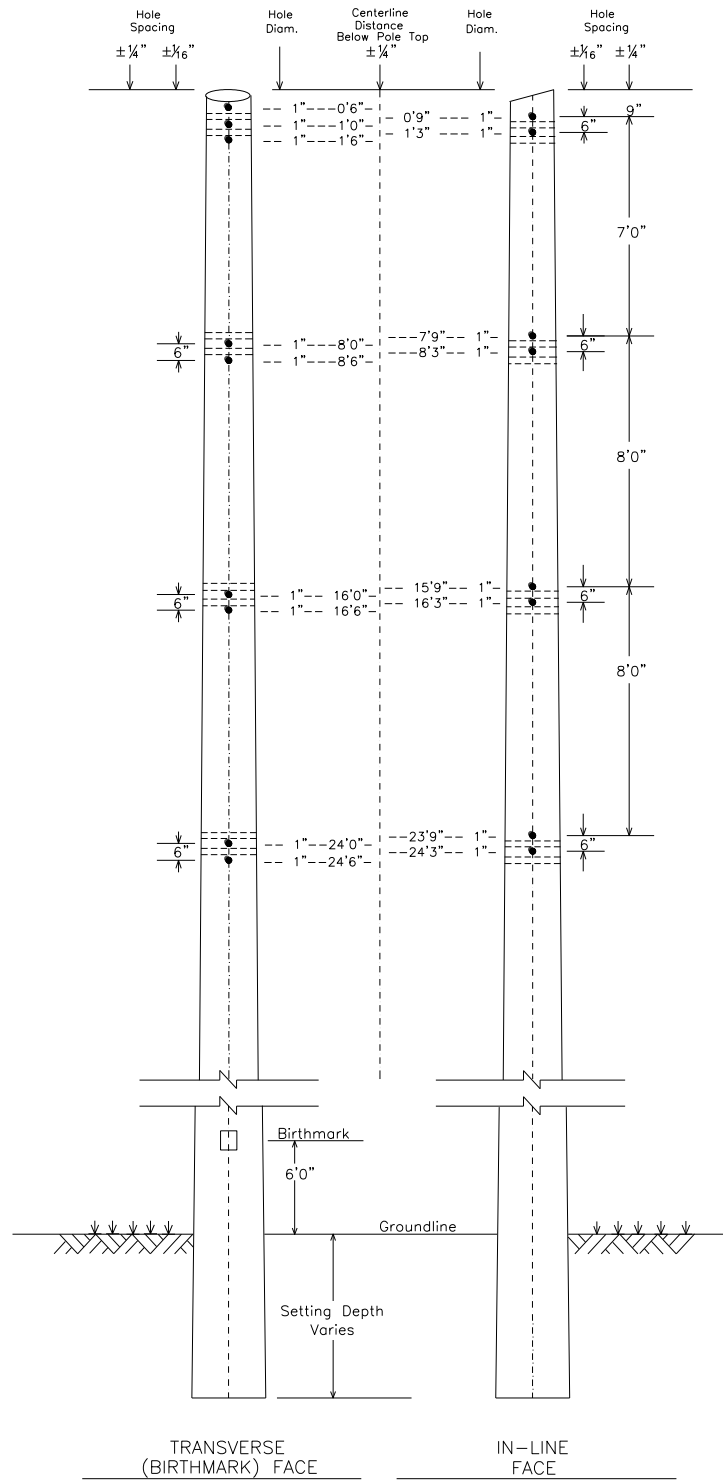 Hole
Spacing
±¼" ±1⁄16"
Hole
Diam.
Centerline
Distance
Below Pole Top
±¼"
Hole
Diam.
Hole
Spacing
±1⁄16" ±¼"
1" 0'6"
0'9" 1"
9"
1" 1'0"
1'3" 1"
6"
1" 1'6"
7'0"
7'9" 1"
6" 1" 8'0"
8'3" 1" 6"
1" 8'6"
8'0"
15'9" 1"
6" 1" 16'0"
16'3" 1" 6"
1" 16'6"
8'0"
23'9" 1"
6" 1" 24'0"
24'3" 1" 6"
1" 24'6"
Birthmark
6'0"
Groundline
Setting Depth
Varies
TRANSVERSE
(BIRTHMARK) FACE
IN-LINE
FACE